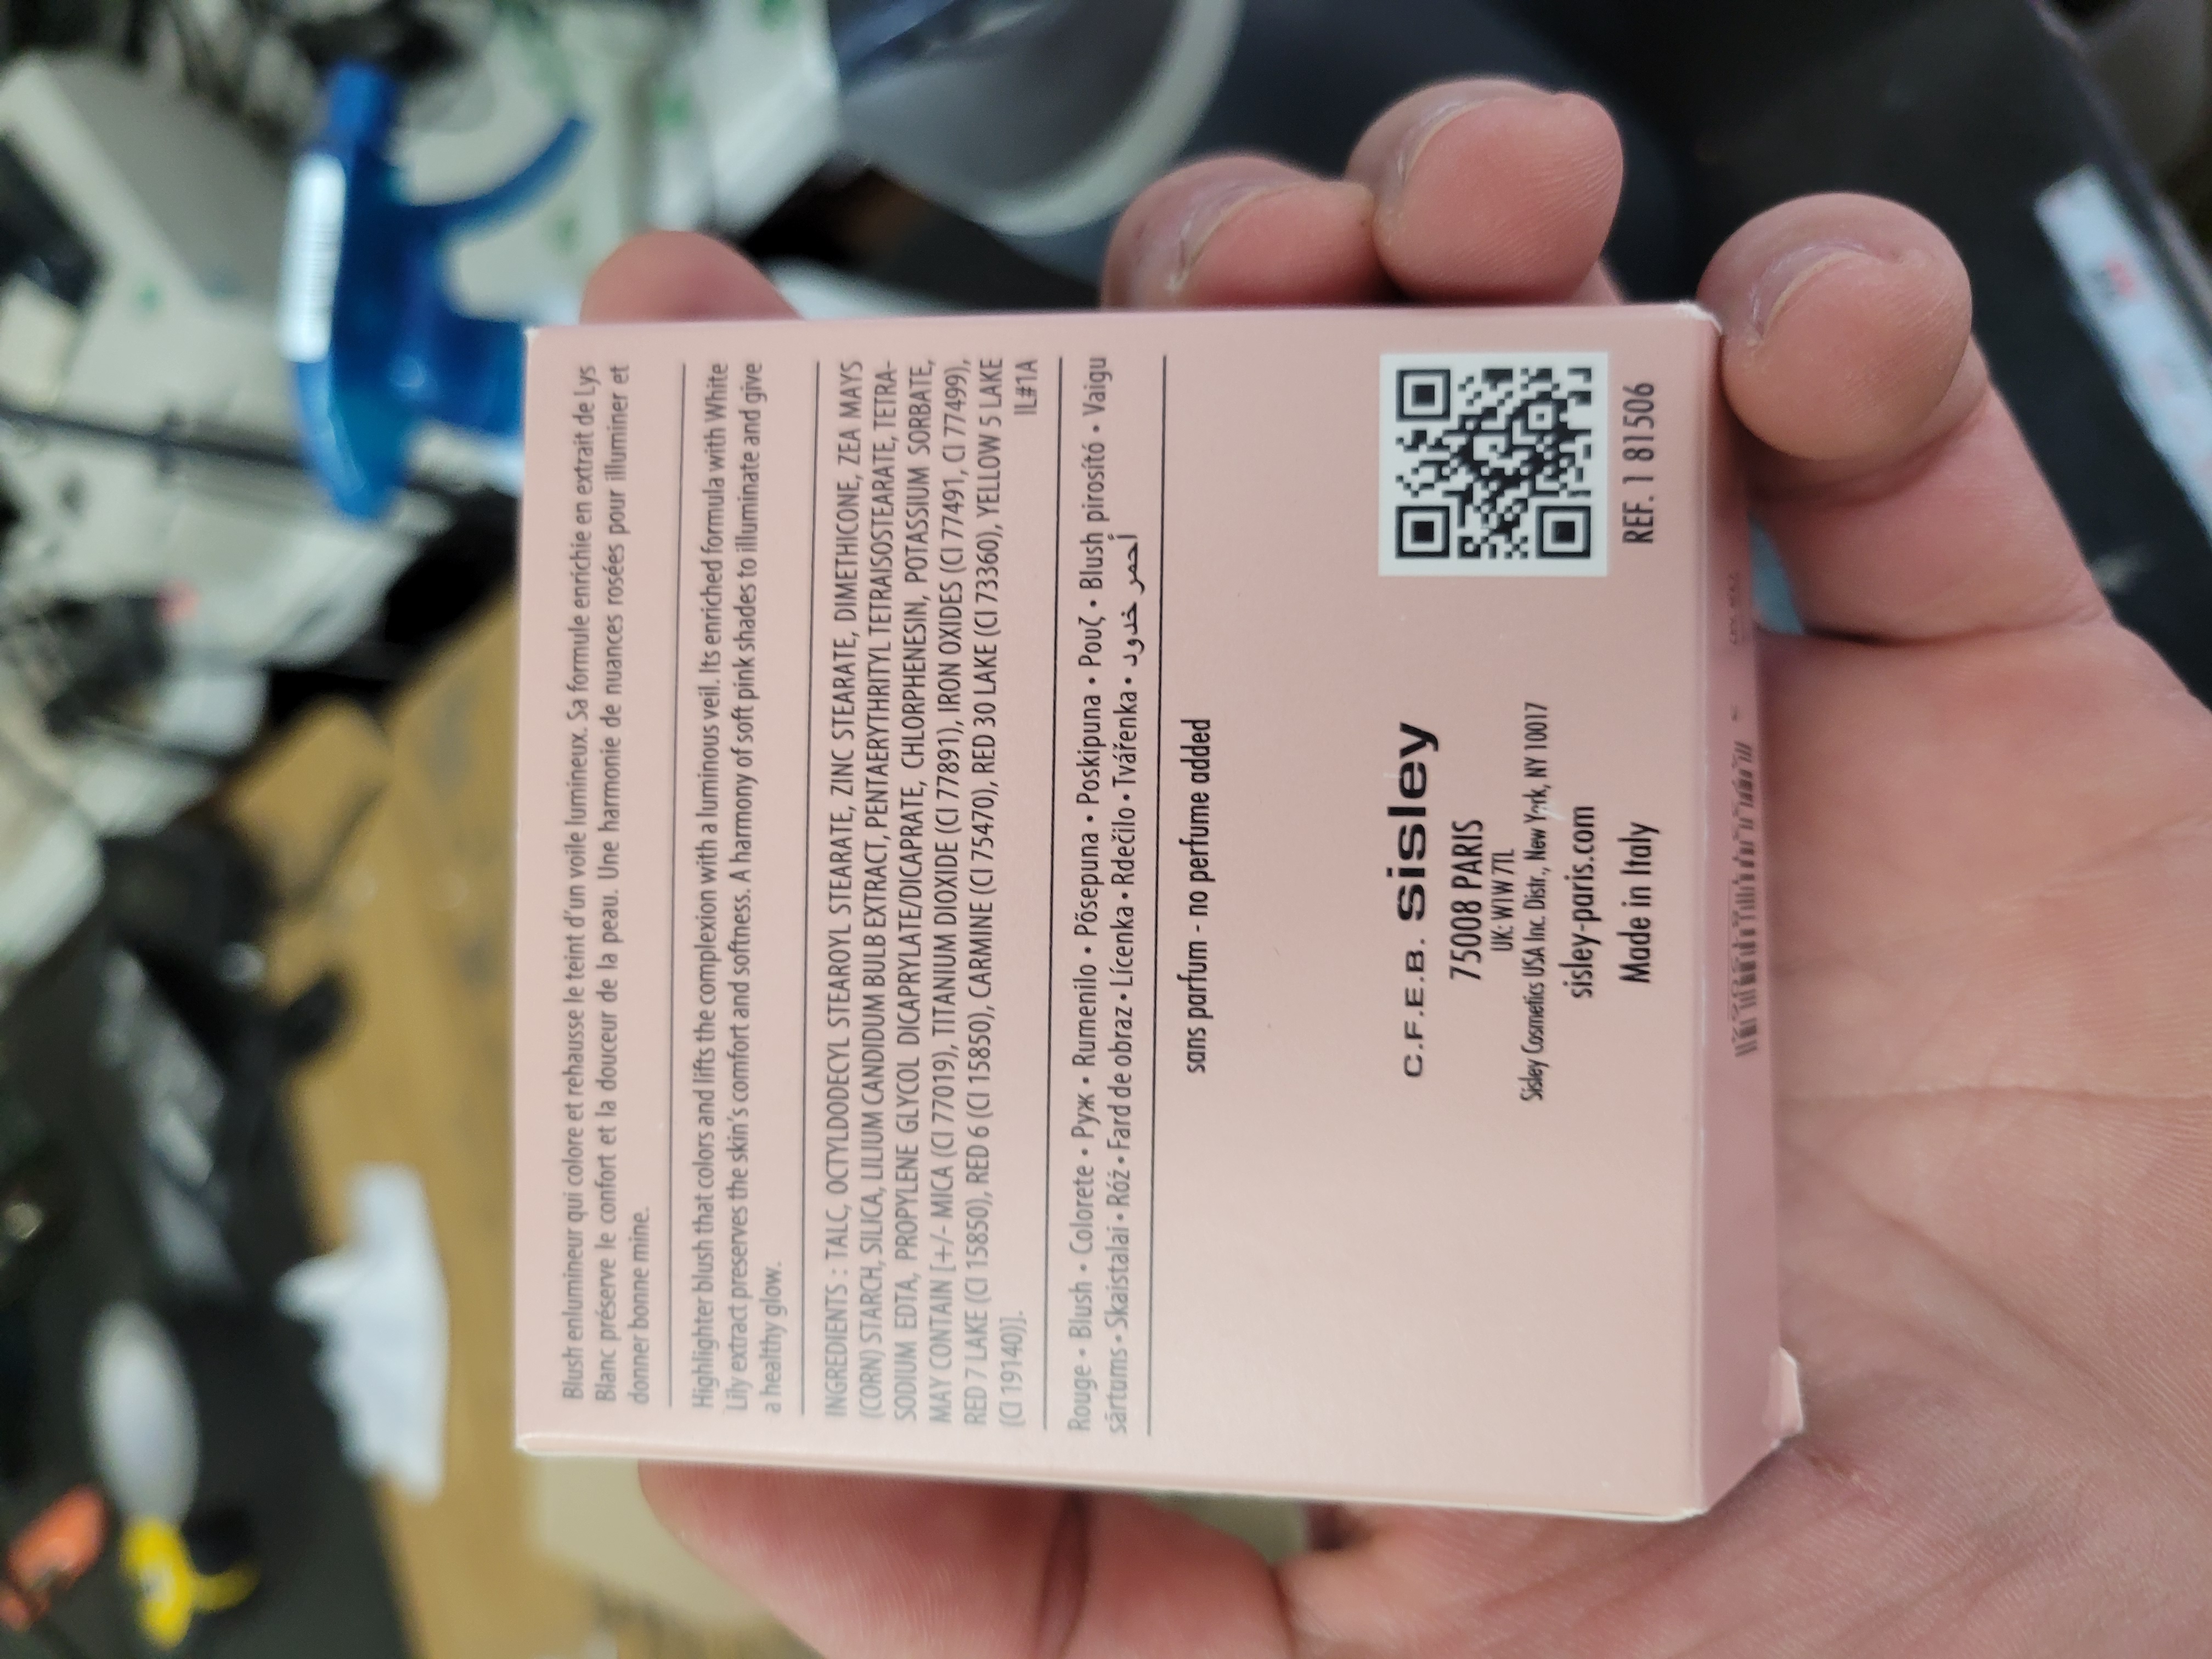 Blush enlumineur qui colore et rehausse le teint d'un voile lumineux. Sa formule enrichie en extrait de Lys
Blanc préserve le confort et la douceur de la peau. Une harmonie de nuances rosées pour illuminer et
donner bonne mine.
Highlighter blush that colors and lifts the complexion with a luminous veil. Its enriched formula with White
Lily extract preserves the skin's comfort and softness. A harmony of soft pink shades to illuminate and give
a healthy glow.
INGREDIENTS : TALC, OCTYLDODECYL STEAROYL STEARATE, ZINC STEARATE, DIMETHICONE, ZEA MAYS
(CORN) STARCH, SILICA, LILIUM CANDIDUM BULB EXTRACT, PENTAERYTHRITYL TETRAISOSTEARATE, TETRA-
SODIUM EDTA, PROPYLENE GLYCOL DICAPRYLATE/DICAPRATE, CHLORPHENESIN, POTASSIUM SORBATE,
MAY CONTAIN [+/- MICA (CI 77019), TITANIUM DIOXIDE (CI 77891), IRON OXIDES (CI 77491, CI 77499),
RED 7 LAKE (CI 15850), RED 6 (CI 15850), CARMINE (CI 75470), RED 30 LAKE (CI 73360), YELLOW 5 LAKE
(CI 19140)]. IL#1A
Rouge • Blush • Colorete • Руж • Rumenilo • Põsepuna • Poskipuna • Ρουζ • Blush pirosító • Vaigu
sārtums • Skaistalai • Róż • Fard de obraz • Lícenka • Rdečilo • Tvářenka • أحمر خدود
sans parfum - no perfume added
C.F.E.B. sisley
75008 PARIS
UK: W1W 7TL
Sisley Cosmetics USA Inc. Distr., New York, NY 10017
sisley-paris.com
Made in Italy
REF. 1 81506